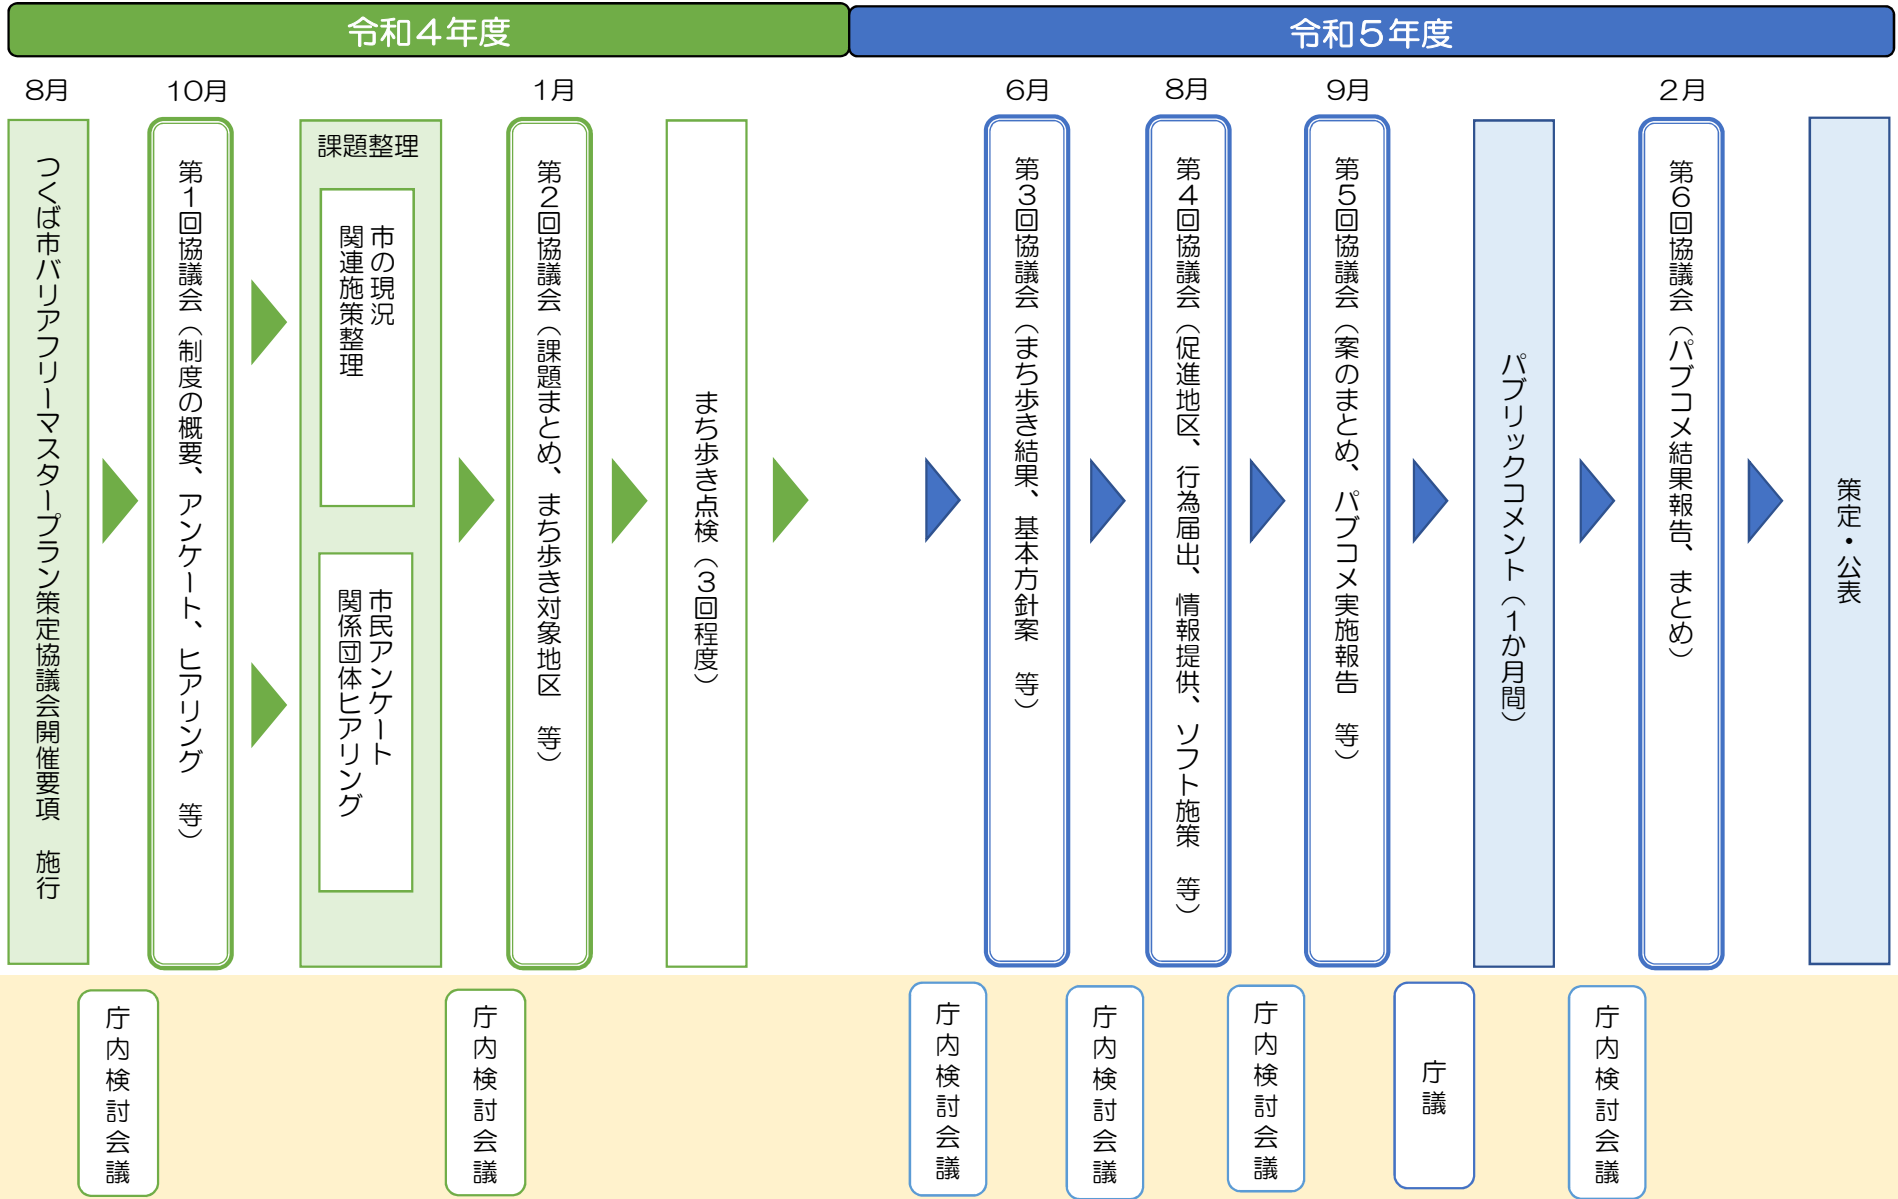 令和４年度
令和５年度
8月
10月
1月
6月
8月
9月
2月
つくば市バリアフリーマスタープラン策定協議会開催要項　施行
第１回協議会（制度の概要、アンケート、ヒアリング　等）
課題整理
市の現況
関連施策整理
市民アンケート
関係団体ヒアリング
第２回協議会（課題まとめ、まち歩き対象地区　等）
まち歩き点検（３回程度）
第３回協議会（まち歩き結果、基本方針案　等）
第４回協議会（促進地区、行為届出、情報提供、ソフト施策　等）
第５回協議会（案のまとめ、パブコメ実施報告　等）
パブリックコメント（１か月間）
第６回協議会（パブコメ結果報告、まとめ）
策定・公表
庁内検討会議
庁内検討会議
庁内検討会議
庁内検討会議
庁内検討会議
庁議
庁内検討会議